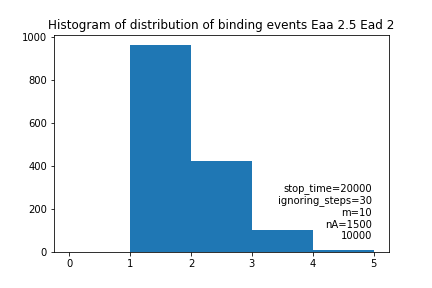 Histogram of distribution of binding events Eaa 2.5 Ead 2
1000
800
600
400
200
0
stop_time=20000
ignoring_steps=30
m=10
nA=1500
10000
0 1 2 3 4 5